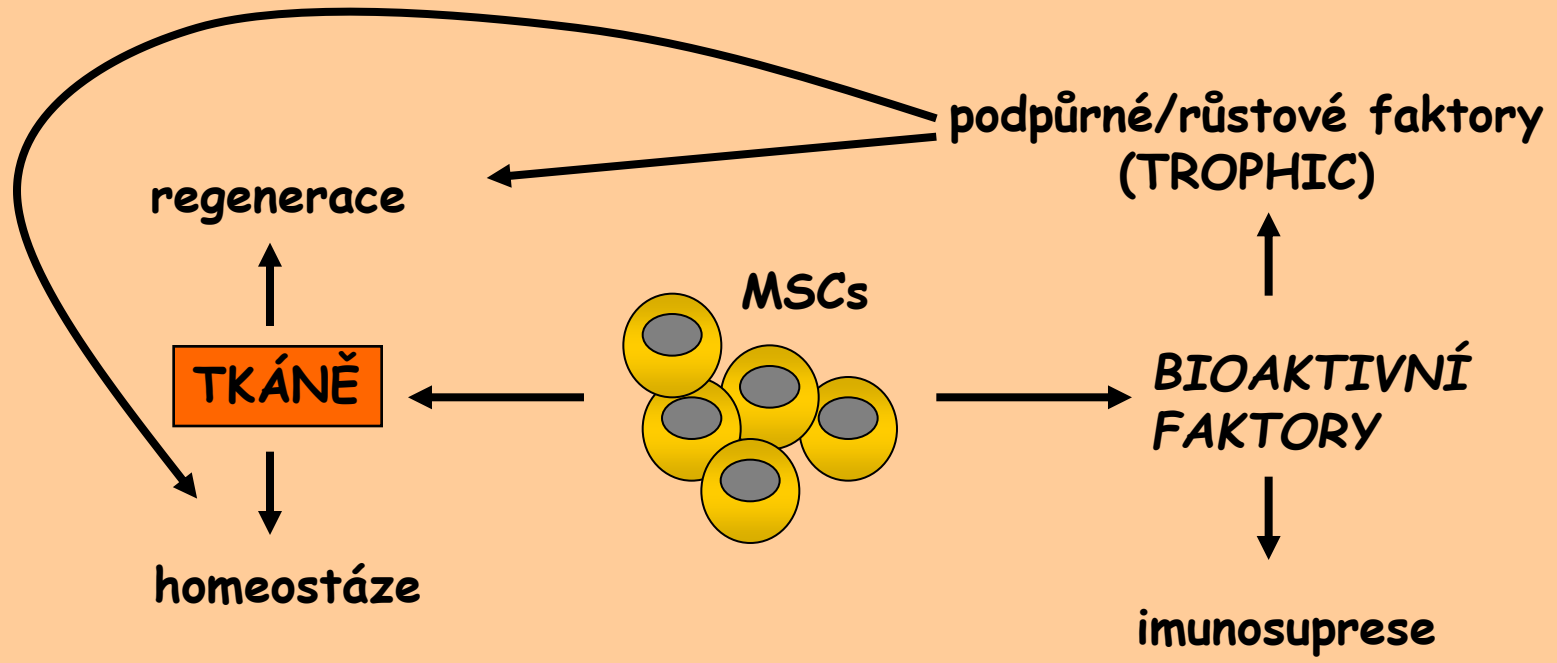 podpůrné/růstové faktory
(TROPHIC)
regenerace
MSCs
TKÁNĚ
BIOAKTIVNÍ
FAKTORY
homeostáze
imunosuprese